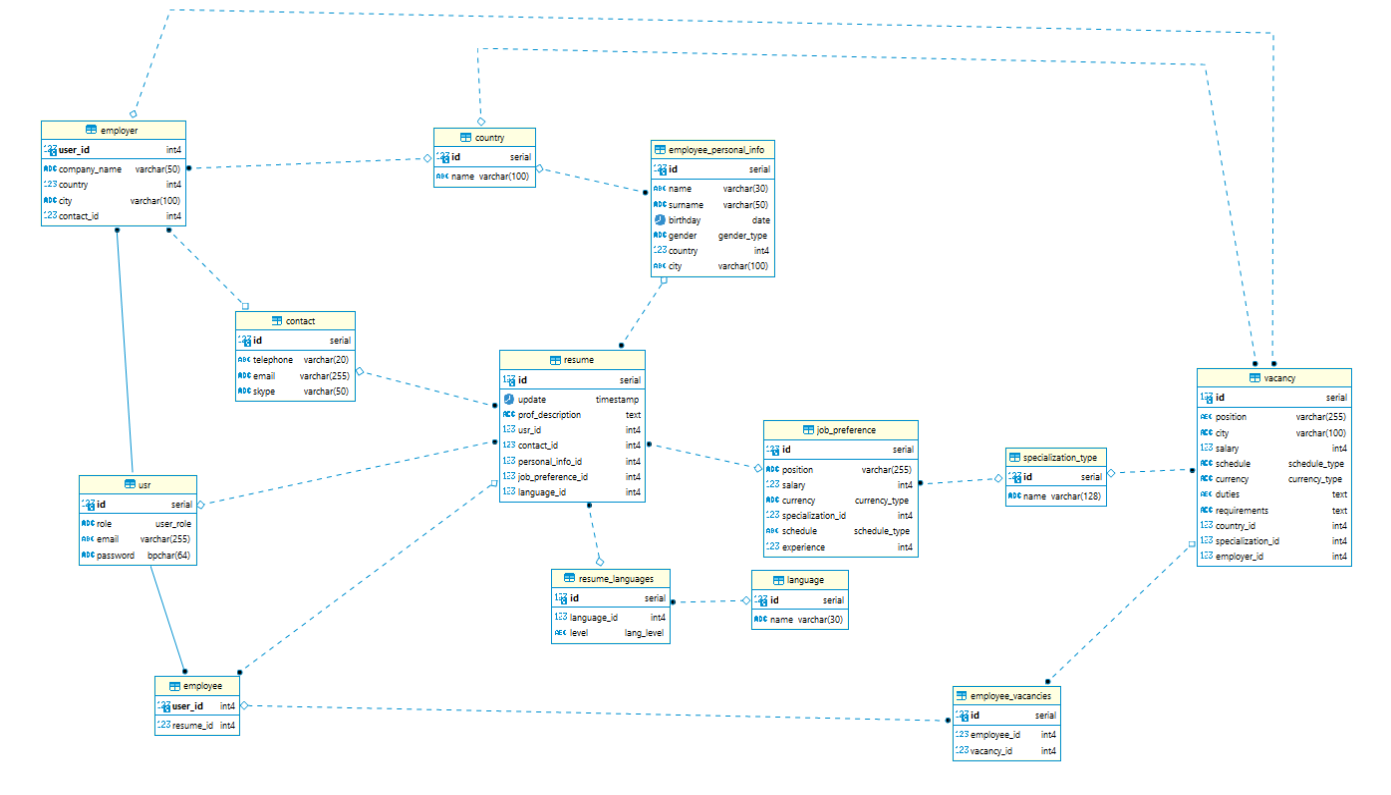 employer
user_id int4
company_name varchar(50)
country int4
city varchar(100)
contact_id int4
country
id serial
name varchar(100)
employee_personal_info
id serial
name varchar(30)
surname varchar(50)
birthday date
gender gender_type
country int4
city varchar(100)
contact
id serial
telephone varchar(20)
email varchar(255)
skype varchar(50)
resume
id serial
update timestamp
prof_description text
usr_id int4
contact_id int4
personal_info_id int4
job_preference_id int4
language_id int4
vacancy
id serial
position varchar(255)
city varchar(100)
salary int4
schedule schedule_type
currency currency_type
duties text
requirements text
country_id int4
specialization_id int4
employer_id int4
job_preference
id serial
position varchar(255)
salary int4
currency currency_type
specialization_id int4
schedule schedule_type
experience int4
specialization_type
id serial
name varchar(128)
usr
id serial
role user_role
email varchar(255)
password bpchar(64)
resume_languages
id serial
language_id int4
level lang_level
language
id serial
name varchar(30)
employee
user_id int4
resume_id int4
employee_vacancies
id serial
employee_id int4
vacancy_id int4